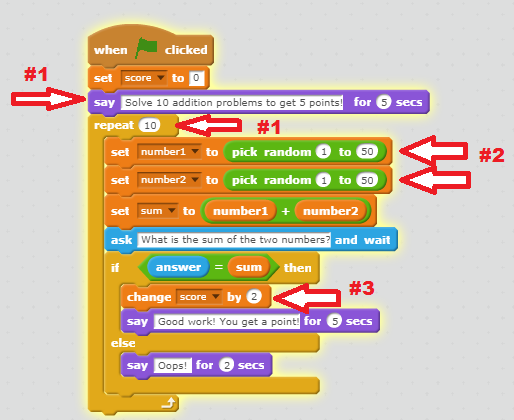 when clicked
#1
set score to 0
say Solve 10 addition problems to get 5 points! for 5 secs
repeat 10
#1
set number1 to pick random 1 to 50
#2
set number2 to pick random 1 to 50
set sum to number1 + number2
ask What is the sum of the two numbers? and wait
if answer = sum then
#3
change score by 2
say Good work! You get a point! for 5 secs
else
say Oops! for 2 secs